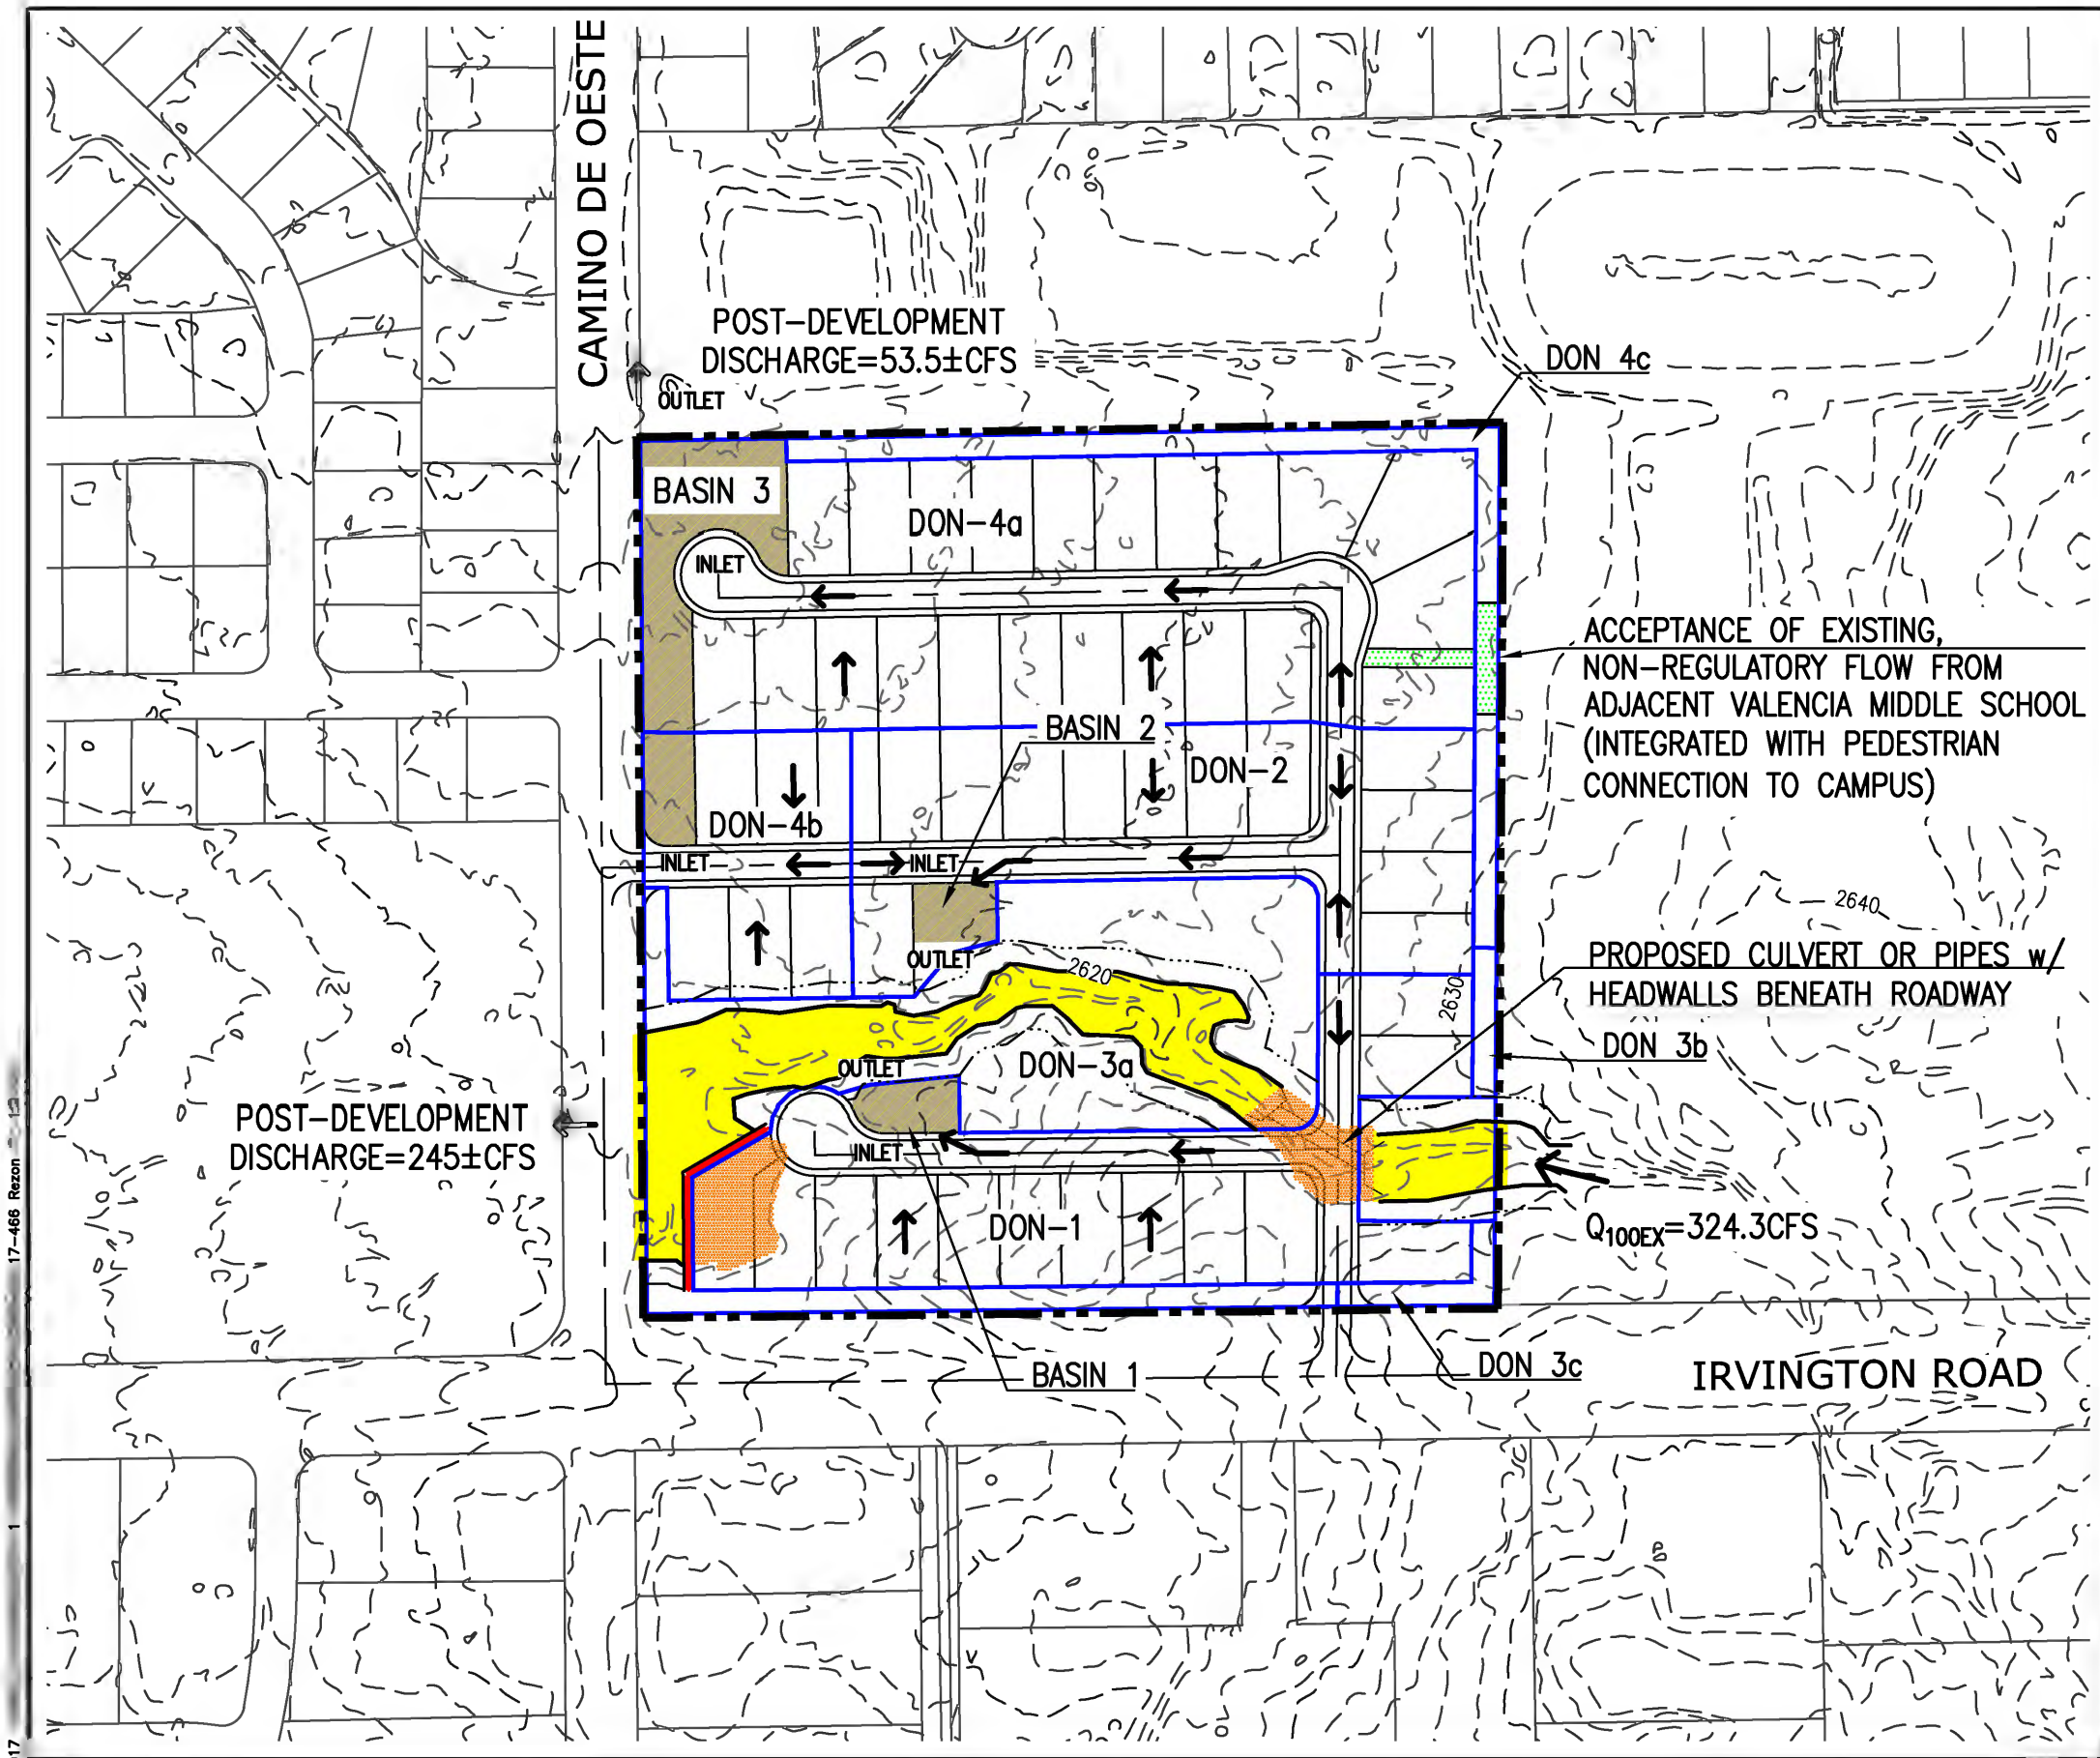 CAMINO DE OESTE
POST-DEVELOPMENT
DISCHARGE=53.5±CFS
OUTLET
DON 4c
BASIN 3
DON-4a
INLET
ACCEPTANCE OF EXISTING,
NON-REGULATORY FLOW FROM
ADJACENT VALENCIA MIDDLE SCHOOL
(INTEGRATED WITH PEDESTRIAN
CONNECTION TO CAMPUS)
BASIN 2
DON-2
DON-4b
INLET
INLET
2640
OUTLET
2620
2630
PROPOSED CULVERT OR PIPES w/
HEADWALLS BENEATH ROADWAY
DON 3b
OUTLET
DON-3a
POST-DEVELOPMENT
DISCHARGE=245±CFS
INLET
DON-1
Q100EX=324.3CFS
BASIN 1
DON 3c
IRVINGTON ROAD
17-466 Rezon
1